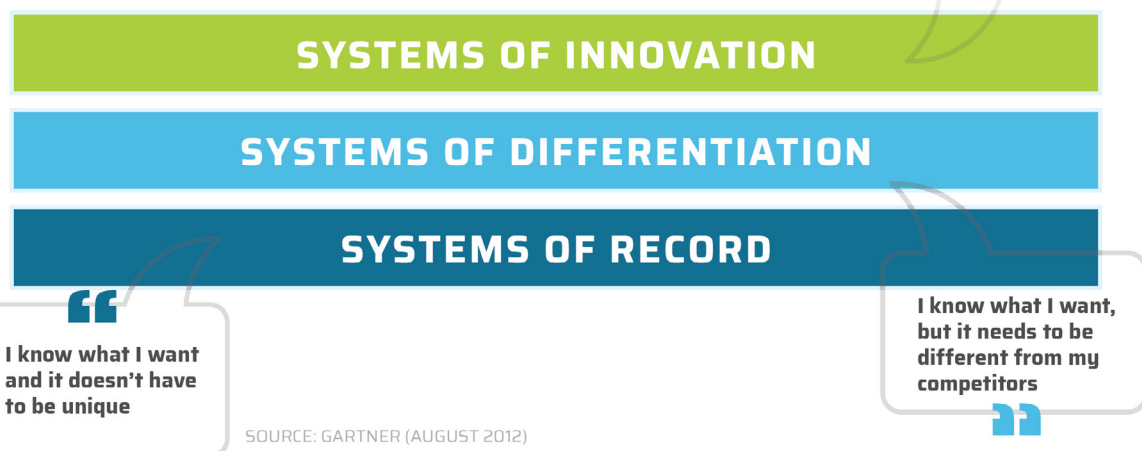 SYSTEMS OF INNOVATION
SYSTEMS OF DIFFERENTIATION
SYSTEMS OF RECORD
“
I know what I want
and it doesn’t have
to be unique
I know what I want,
but it needs to be
different from my
competitors
”
SOURCE: GARTNER (AUGUST 2012)